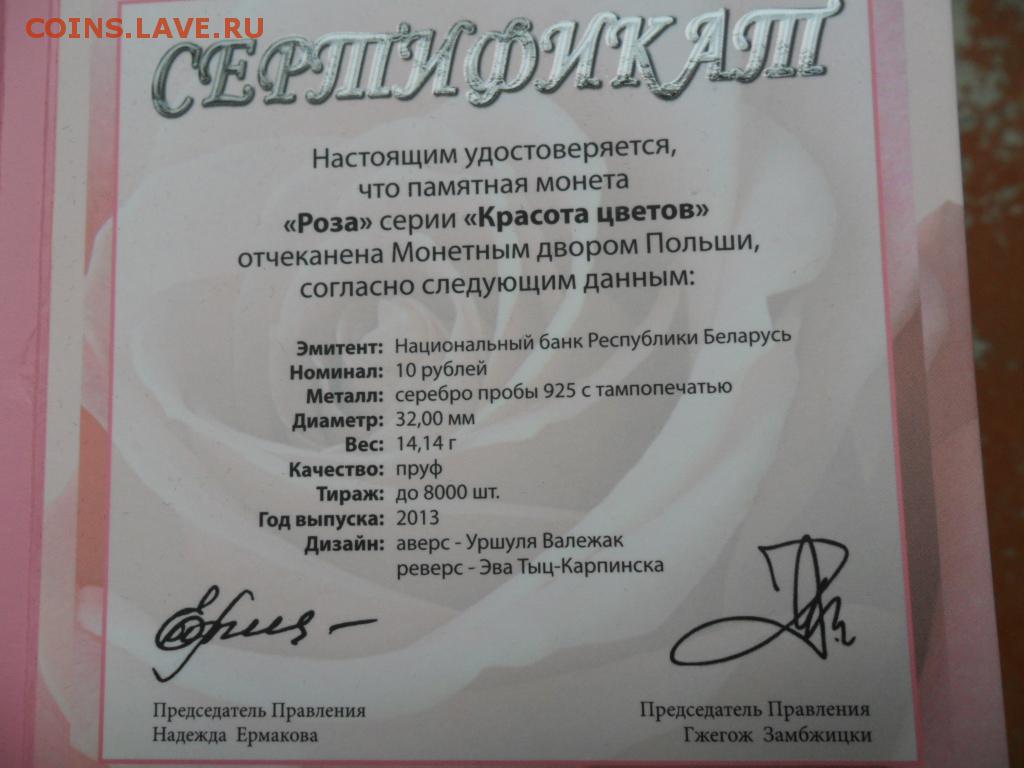 COINS.LAVE.RU
СЕРТИФИКАТ
Настоящим удостоверяется,
что памятная монета
«Роза» серии «Красота цветов»
отчеканена Монетным двором Польши,
согласно следующим данным:
Эмитент: Национальный банк Республики Беларусь
Номинал: 10 рублей
Металл: серебро пробы 925 с тампопечатью
Диаметр: 32,00 мм
Вес: 14,14 г
Качество: пруф
Тираж: до 8000 шт.
Год выпуска: 2013
Дизайн: аверс - Уршуля Валежак
реверс - Эва Тыц-Карпинска
Председатель Правления
Надежда Ермакова
Председатель Правления
Гжегож Замбжицки